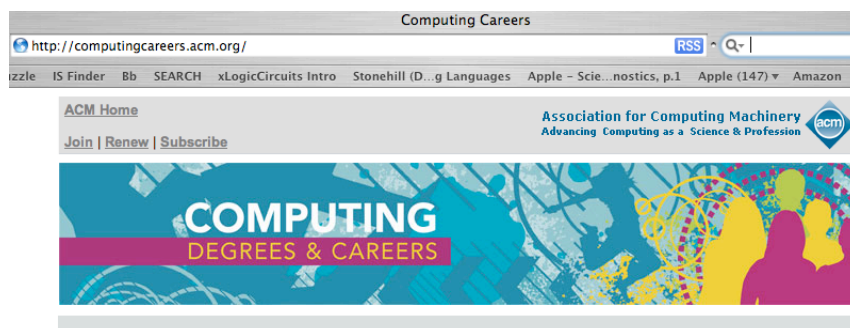 Computing Careers
http://computingcareers.acm.org/ RSS
IS Finder Bb SEARCH xLogicCircuits Intro Stonehill (D...g Languages Apple – Scie...nostics, p.1 Apple (147) ▾ Amazon
ACM Home
Join | Renew | Subscribe
Association for Computing Machinery
Advancing Computing as a Science & Profession
acm
COMPUTING
DEGREES & CAREERS